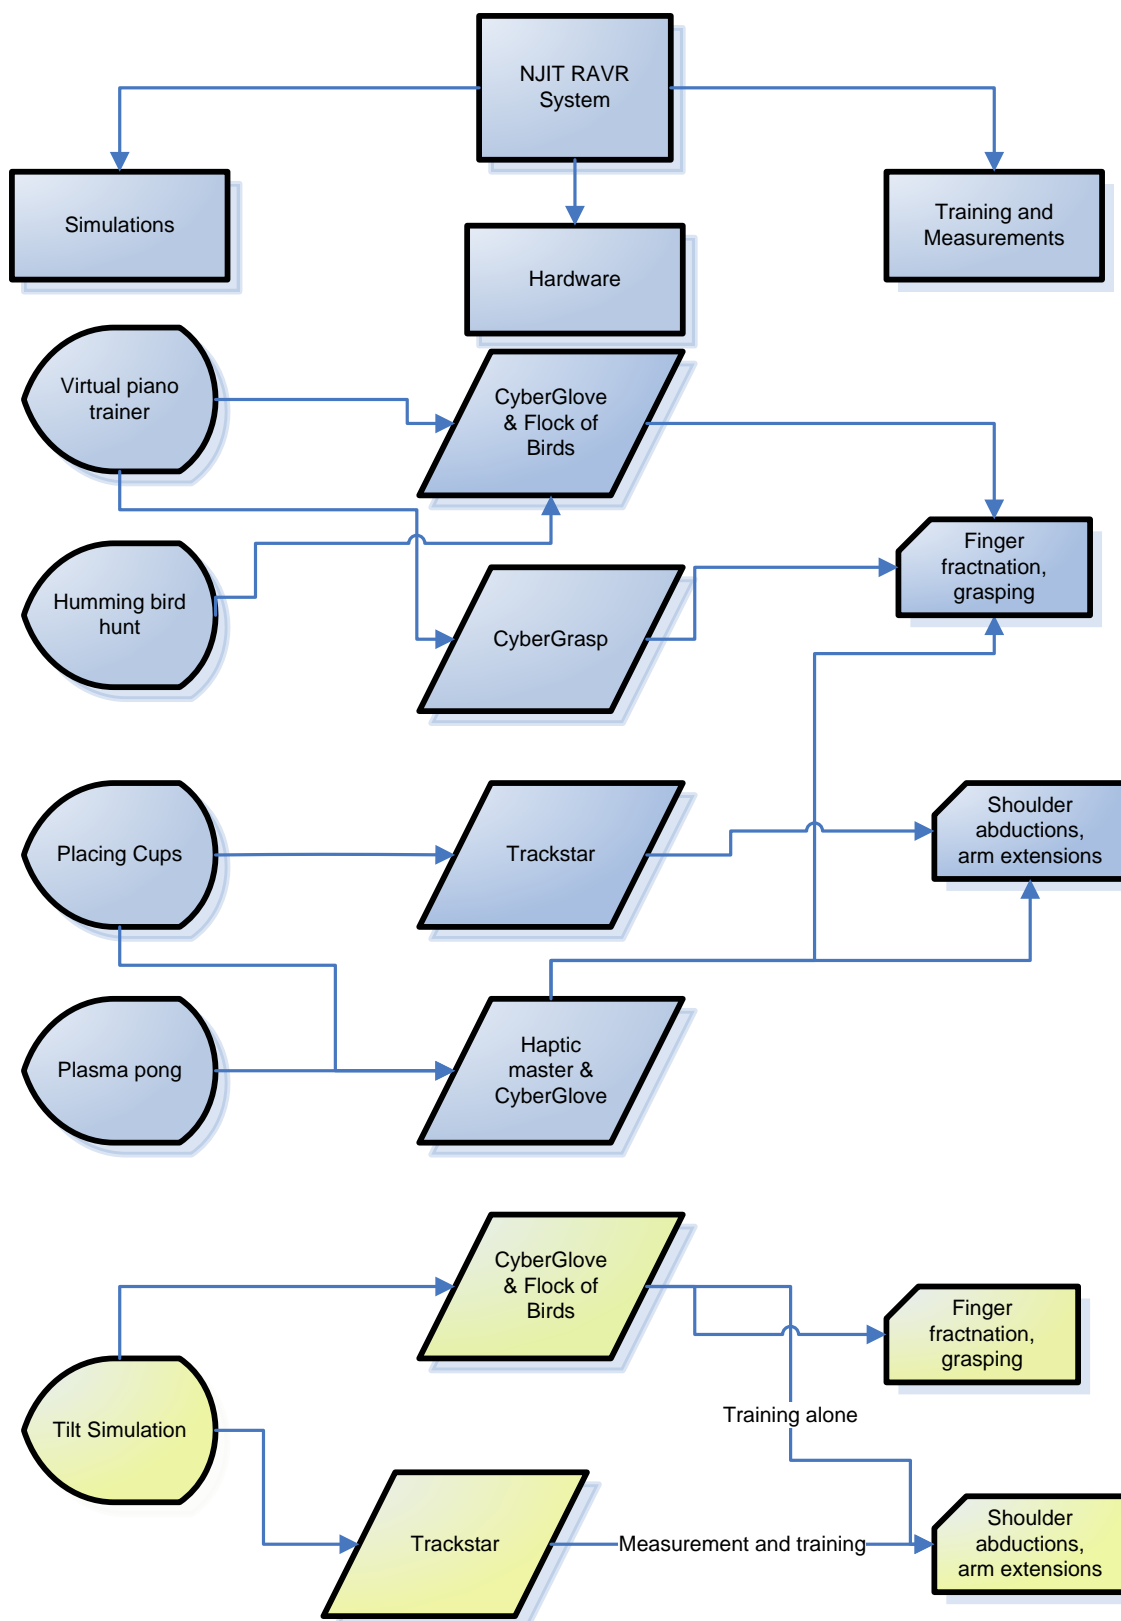 NJIT RAVR
System
Simulations
Training and
Measurements
Hardware
Virtual piano
trainer
CyberGlove
& Flock of
Birds
Finger
fractnation,
grasping
Humming bird
hunt
CyberGrasp
Placing Cups
Trackstar
Shoulder
abductions,
arm extensions
Plasma pong
Haptic
master &
CyberGlove
CyberGlove
& Flock of
Birds
Finger
fractnation,
grasping
Training alone
Tilt Simulation
Trackstar
Measurement and training
Shoulder
abductions,
arm extensions